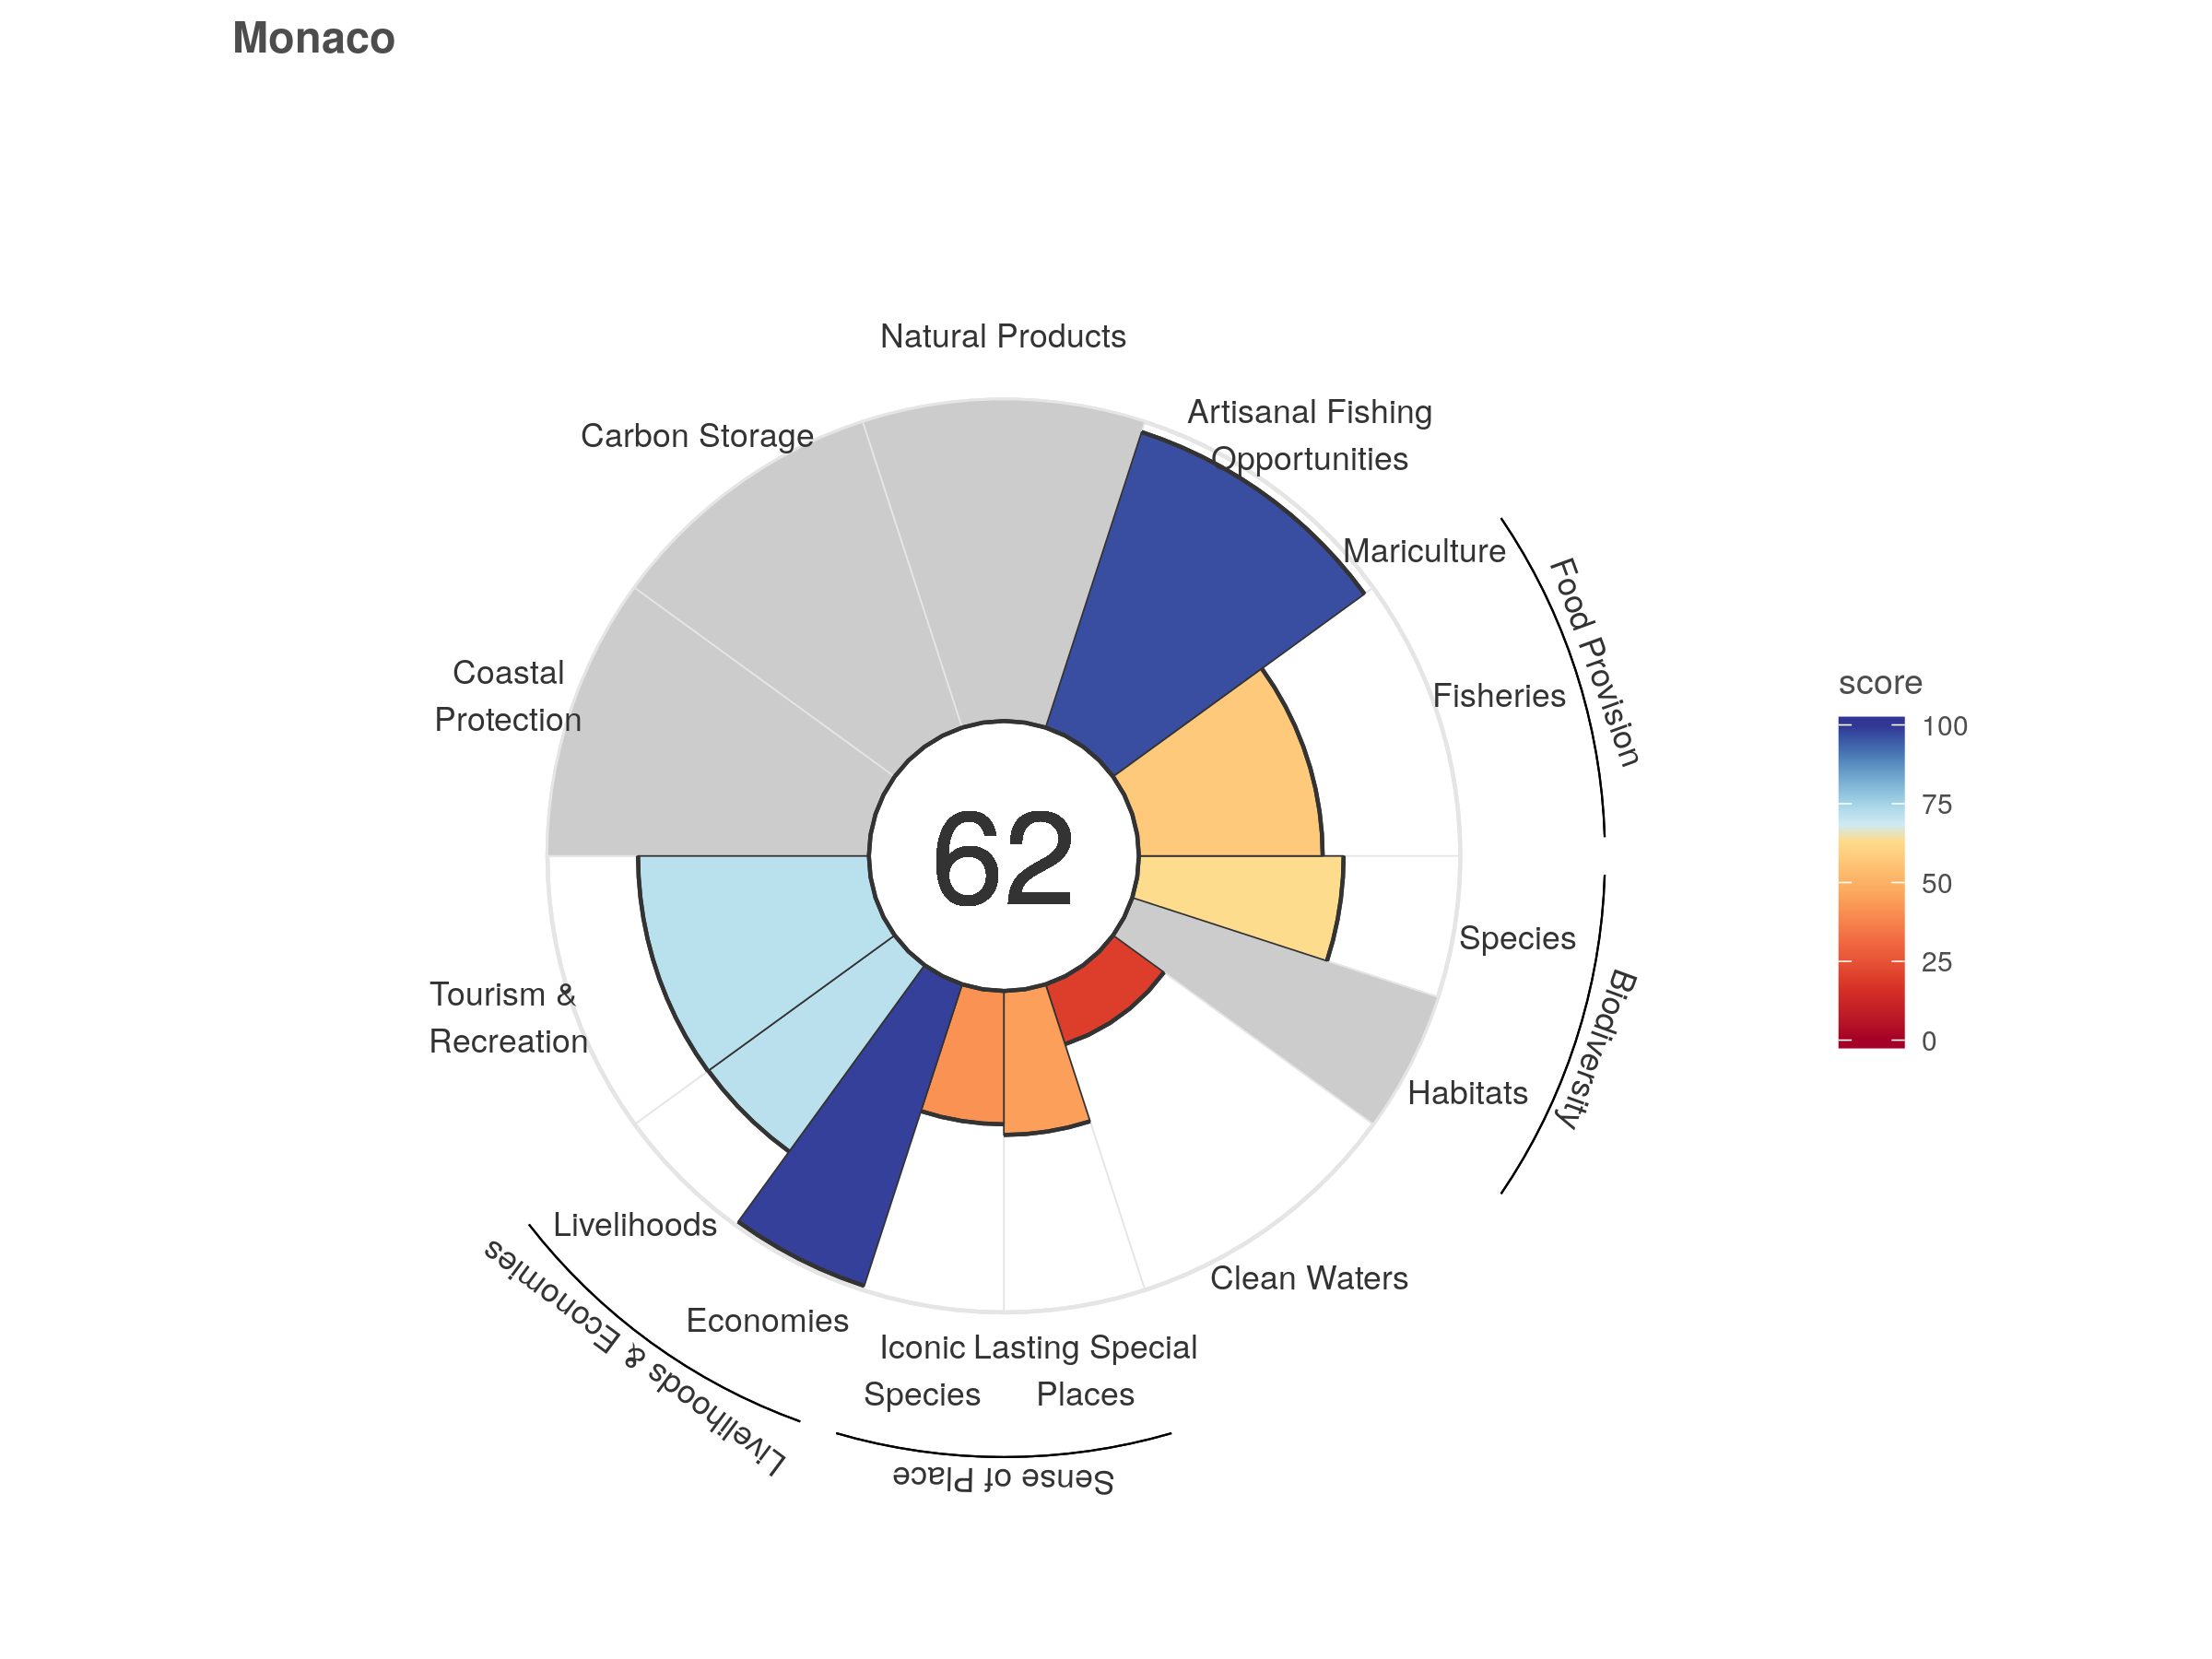 Monaco
Natural Products
Artisanal Fishing
Opportunities
Carbon Storage
Mariculture
Food Provision
Fisheries
Coastal
Protection
score
100
75
50
25
0
62
Species
Biodiversity
Tourism &
Recreation
Habitats
Livelihoods
Livelihoods & Economies
Clean Waters
Economies
Iconic
Species
Lasting Special
Places
Sense of Place